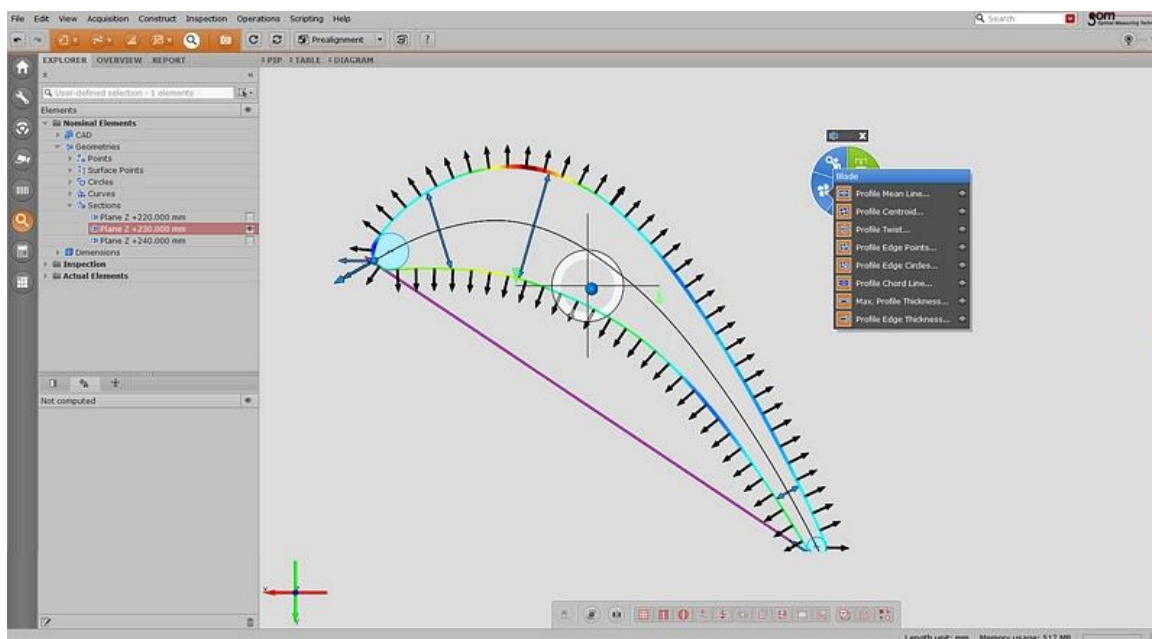 File Edit View Acquisition Construct Inspection Operations Scripting Help
Search
gom
Prealignment
?
EXPLORER OVERVIEW REPORT
PIP TABLE DIAGRAM
User-defined selection - 1 elements
Elements
Nominal Elements
CAD
Geometries
Points
Surface Points
Circles
Curves
Sections
Plane Z +220.000 mm
Plane Z +230.000 mm
Plane Z +240.000 mm
Dimensions
Inspection
Actual Elements
Blade
Profile Mean Line...
Profile Centroid...
Profile Twist...
Profile Edge Points...
Profile Edge Circles...
Profile Chord Line...
Max. Profile Thickness...
Profile Edge Thickness...
Not computed
X
Z
Y
Length unit: mm Memory usage: 517 MB